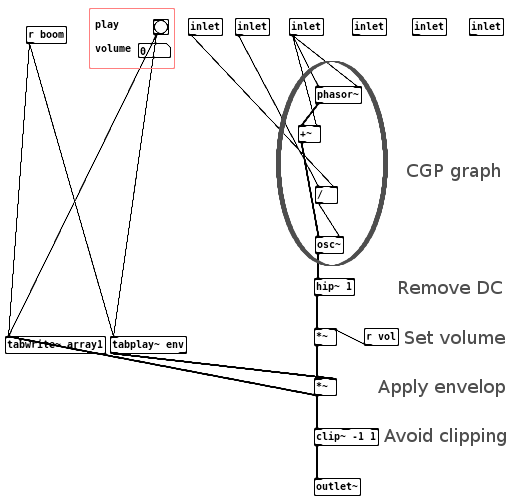 r boom
play
volume
0
inlet
inlet
inlet
inlet
inlet
inlet
phasor~
+~
/
CGP graph
osc~
hip~ 1
Remove DC
tabwrite~ array1
tabplay~ env
*~
r vol
Set volume
*~
Apply envelop
clip~ -1 1
Avoid clipping
outlet~